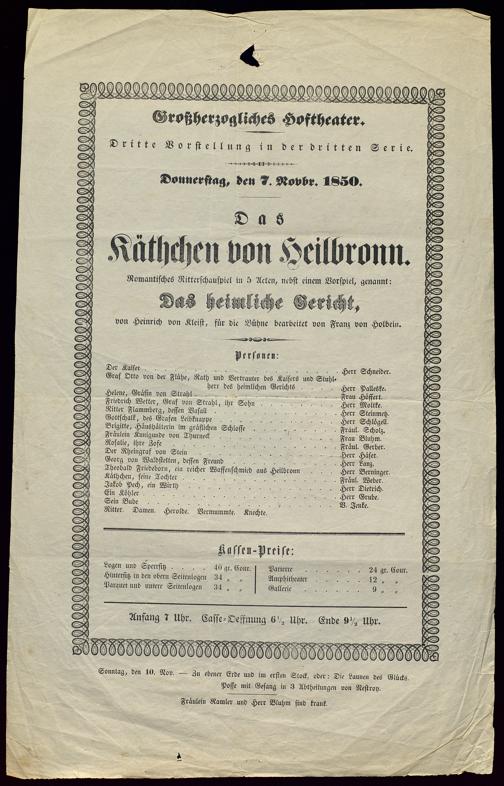 Großherzogliches Hoftheater.
Dritte Vorstellung in der dritten Serie.
Donnerstag, den 7. Novbr. 1850.
Das
Käthchen von Heilbronn.
Romantisches Ritterschauspiel in 5 Acten, nebst einem Vorspiel, genannt:
Das heimliche Gericht,
von Heinrich von Kleist, für die Bühne bearbeitet von Franz von Holbein.
Personen:
Der Kaiser . . . Herr Schneider.
Graf Otto von der Flühe, Rath und Vertrauter des Kaisers und Stuhl-
herr des heimlichen Gerichts . . . Herr Palleske.
Helene, Gräfin von Strahl . . . Frau Höffert.
Friedrich Wetter, Graf von Strahl, ihr Sohn . . . Herr Moltke.
Ritter Flammberg, dessen Vasall . . . Herr Steinmetz.
Gottschalk, des Grafen Leibknappe . . . Herr Schlögell.
Brigitte, Haushälterin im gräflichen Schlosse . . . Fräul. Scholz.
Fräulein Kunigunde von Thurneck . . . Frau Bluhm.
Rosalie, ihre Zofe . . . Fräul. Gerber.
Der Rheingraf von Stein . . . Herr Häser.
Georg von Waldstetten, dessen Freund . . . Herr Lang.
Theobald Friedeborn, ein reicher Waffenschmied aus Heilbronn . . . Herr Berninger.
Käthchen, seine Tochter . . . Fräul. Weber.
Jakob Pech, ein Wirth . . . Herr Dietrich.
Ein Köhler . . . Herr Grube.
Sein Bube . . . B. Jenke.
Ritter. Damen. Herolde. Vermummte. Knechte.
Kassen-Preise:
Logen und Sperrsitz . . . . 40 gr. Cour.
Hintersitz in den obern Seitenlogen 34 „ „
Parquet und untere Seitenlogen 34 „ „
Parterre . . . . . 24 gr. Cour.
Amphitheater . . . . 12 „ „
Gallerie . . . . . 9 „ „
Anfang 7 Uhr. Casse-Oeffnung 6½ Uhr. Ende 9½ Uhr.
Sonntag, den 10. Nov. — Zu ebener Erde und im ersten Stock, oder: Die Launen des Glücks.
Posse mit Gesang in 3 Abtheilungen von Nestroy.
Fräulein Ramler und Herr Bluhm sind krank.